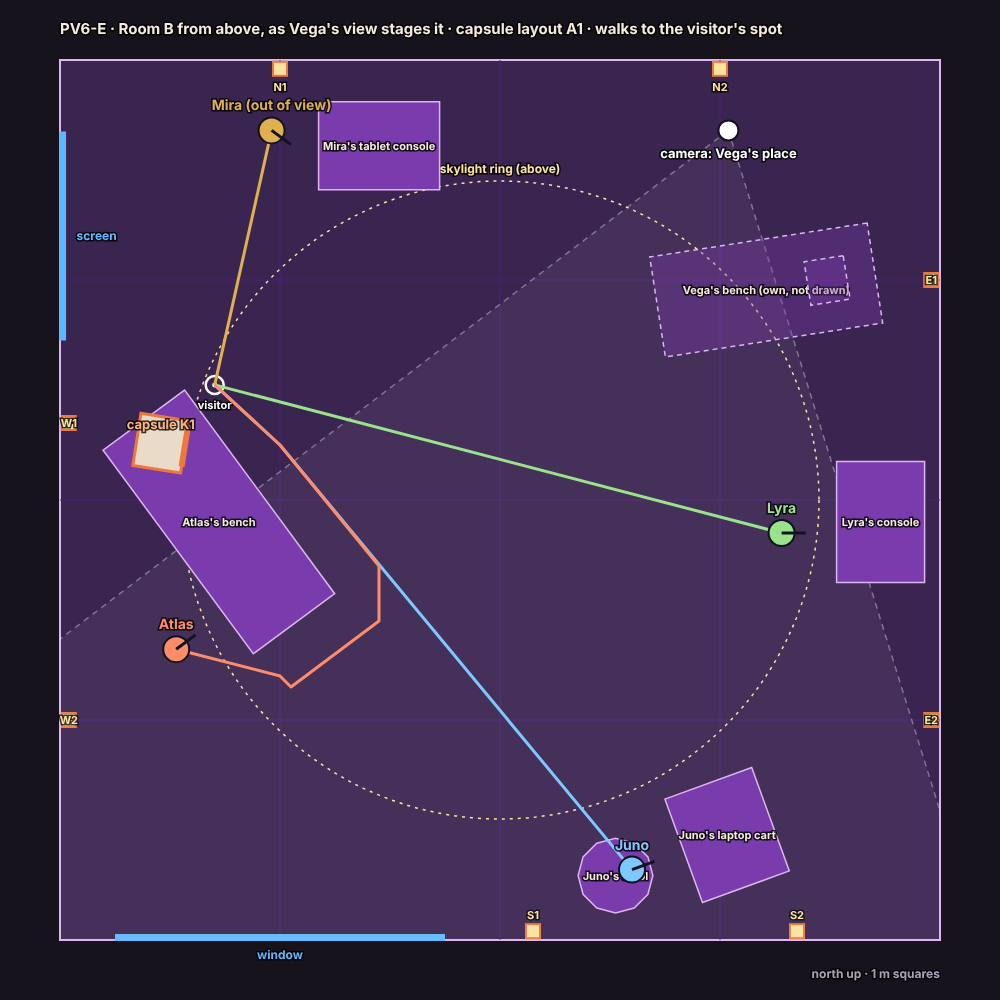 PV6-E · Room B from above, as Vega's view stages it · capsule layout A1 · walks to the visitor's spot
N1
N2
Mira (out of view)
Mira's tablet console
camera: Vega's place
skylight ring (above)
screen
E1
Vega's bench (own, not drawn)
visitor
W1
capsule K1
Lyra
Atlas's bench
Lyra's console
Atlas
W2
E2
Juno
Juno's laptop cart
Juno's
S1
S2
window
north up · 1 m squares